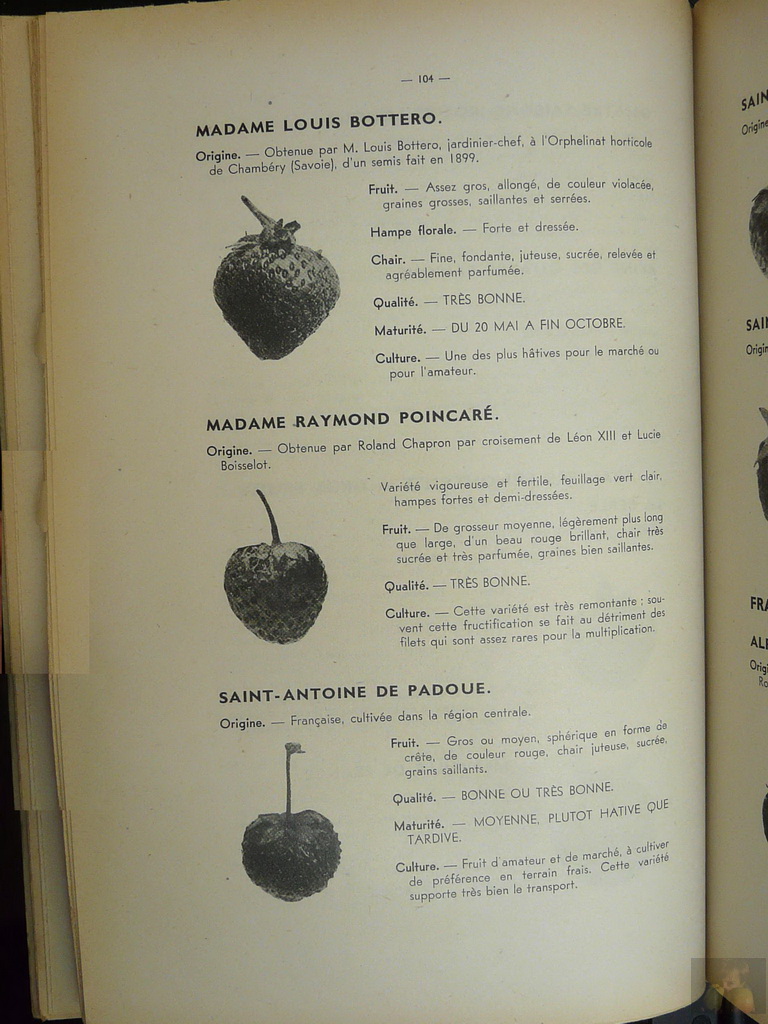 — 104 —
MADAME LOUIS BOTTERO.
Origine. — Obtenue par M. Louis Bottero, jardinier-chef, à l'Orphelinat horticole
de Chambéry (Savoie), d'un semis fait en 1899.
Fruit. — Assez gros, allongé, de couleur violacée,
graines grosses, saillantes et serrées.
Hampe florale. — Forte et dressée.
Chair. — Fine, fondante, juteuse, sucrée, relevée et
agréablement parfumée.
Qualité. — TRÈS BONNE.
Maturité. — DU 20 MAI A FIN OCTOBRE.
Culture. — Une des plus hâtives pour le marché ou
pour l'amateur.
MADAME RAYMOND POINCARÉ.
Origine. — Obtenue par Roland Chapron par croisement de Léon XIII et Lucie
Boisselot.
Variété vigoureuse et fertile, feuillage vert clair,
hampes fortes et demi-dressées.
Fruit. — De grosseur moyenne, légèrement plus long
que large, d'un beau rouge brillant, chair très
sucrée et très parfumée, graines bien saillantes.
Qualité. — TRÈS BONNE.
Culture. — Cette variété est très remontante ; sou-
vent cette fructification se fait au détriment des
filets qui sont assez rares pour la multiplication.
SAINT-ANTOINE DE PADOUE.
Origine. — Française, cultivée dans la région centrale.
Fruit. — Gros ou moyen, sphérique en forme de
crête, de couleur rouge, chair juteuse, sucrée,
grains saillants.
Qualité. — BONNE OU TRÈS BONNE.
Maturité. — MOYENNE, PLUTOT HATIVE QUE
TARDIVE.
Culture. — Fruit d'amateur et de marché, à cultiver
de préférence en terrain frais. Cette variété
supporte très bien le transport.
SAIN
Origine
SAI
Origin
FRA
AL
Orig
Ro